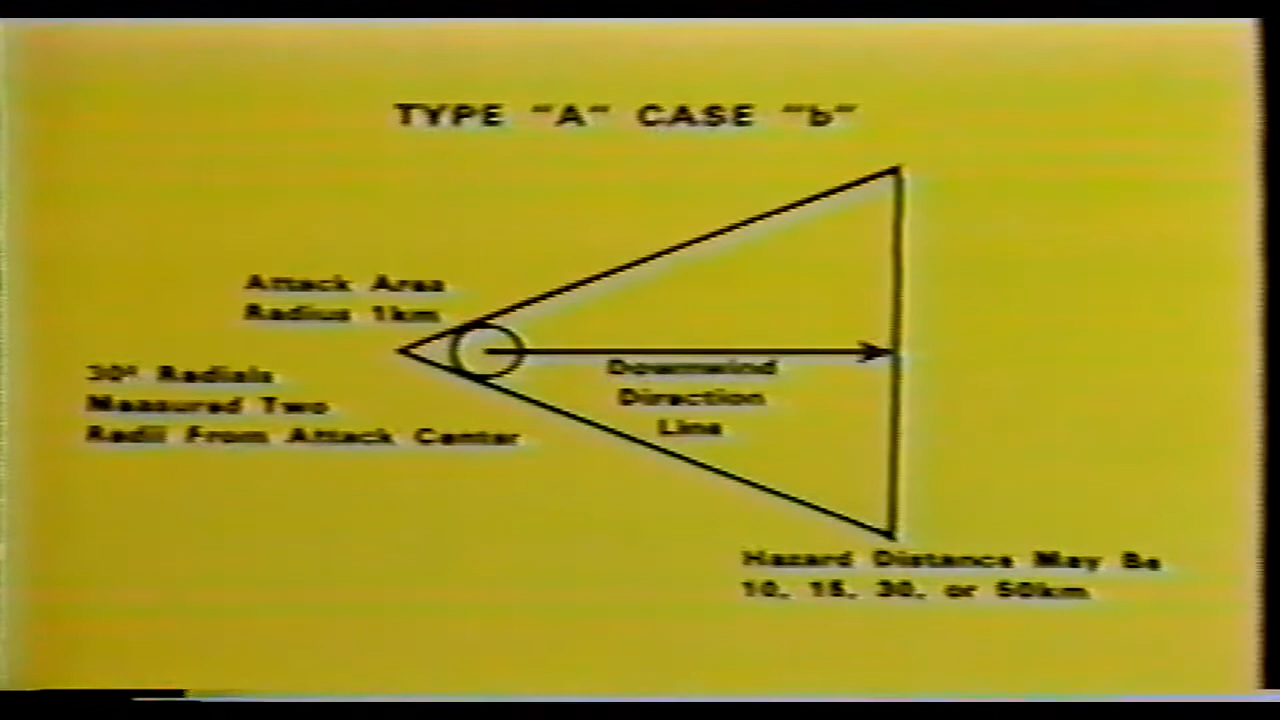 TYPE "A" CASE "b"
Attack Area
Radius 1km
30° Radials
Measured Two
Radii From Attack Center
Downwind
Direction
Line
Hazard Distance May Be
10, 15, 30, or 50km